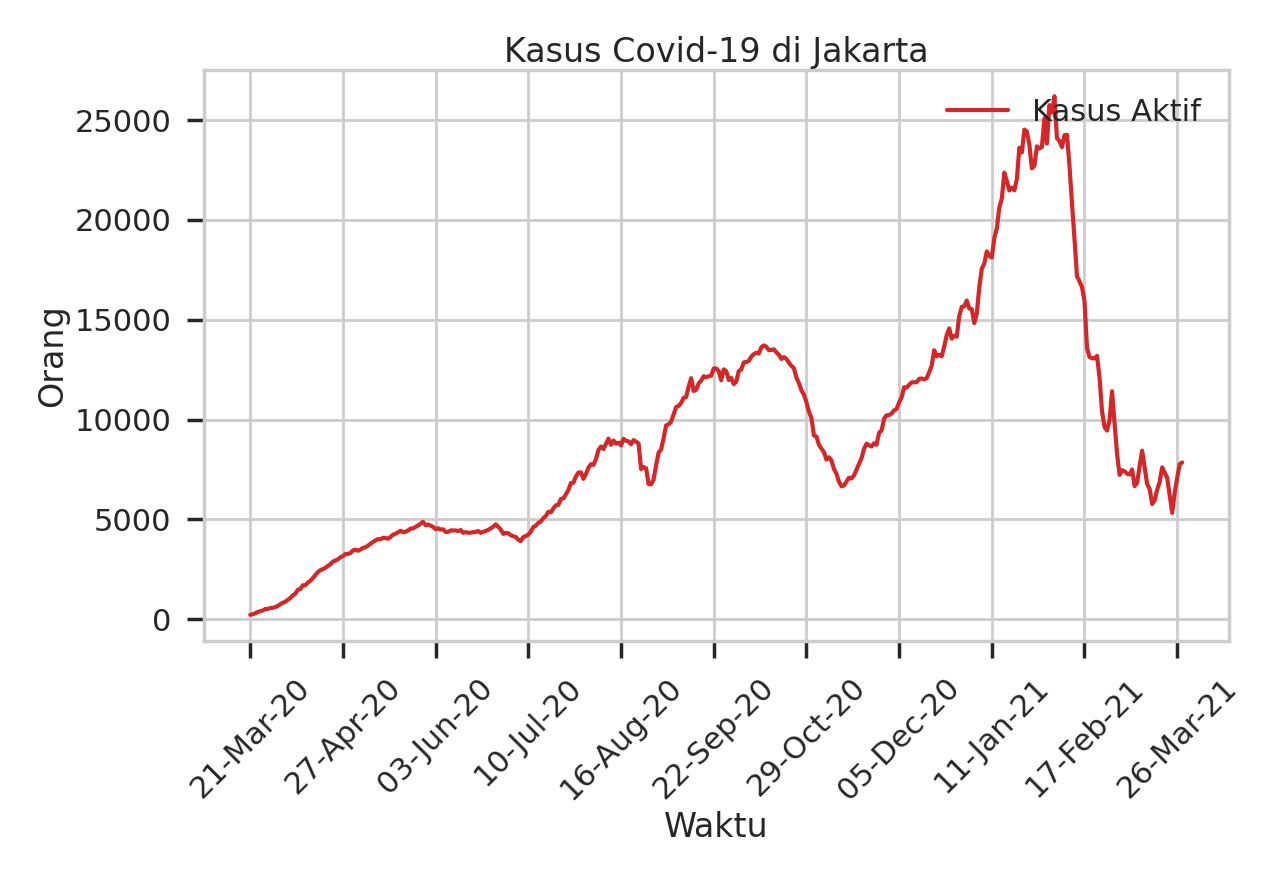 Kasus Covid-19 di Jakarta
Kasus Aktif
25000
20000
15000
10000
5000
0
Orang
21-Mar-20
27-Apr-20
03-Jun-20
10-Jul-20
16-Aug-20
22-Sep-20
29-Oct-20
05-Dec-20
11-Jan-21
17-Feb-21
26-Mar-21
Waktu